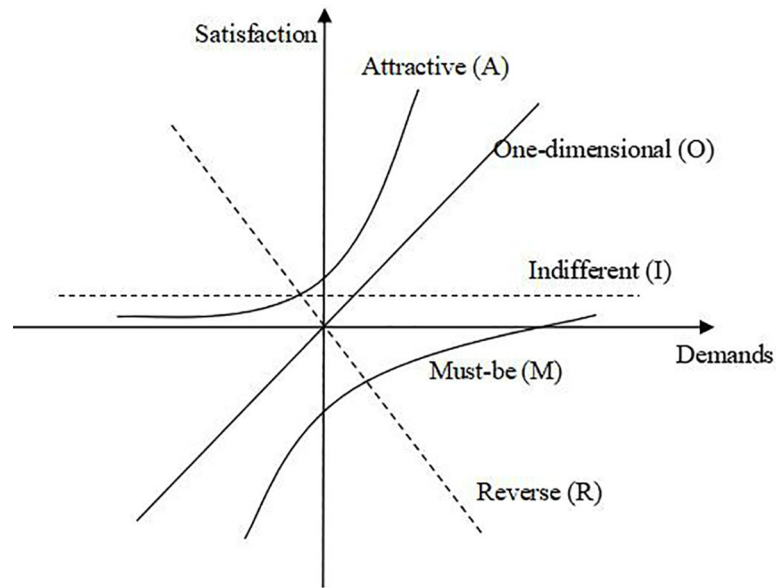 Satisfaction
Attractive (A)
One-dimensional (O)
Indifferent (I)
Demands
Must-be (M)
Reverse (R)